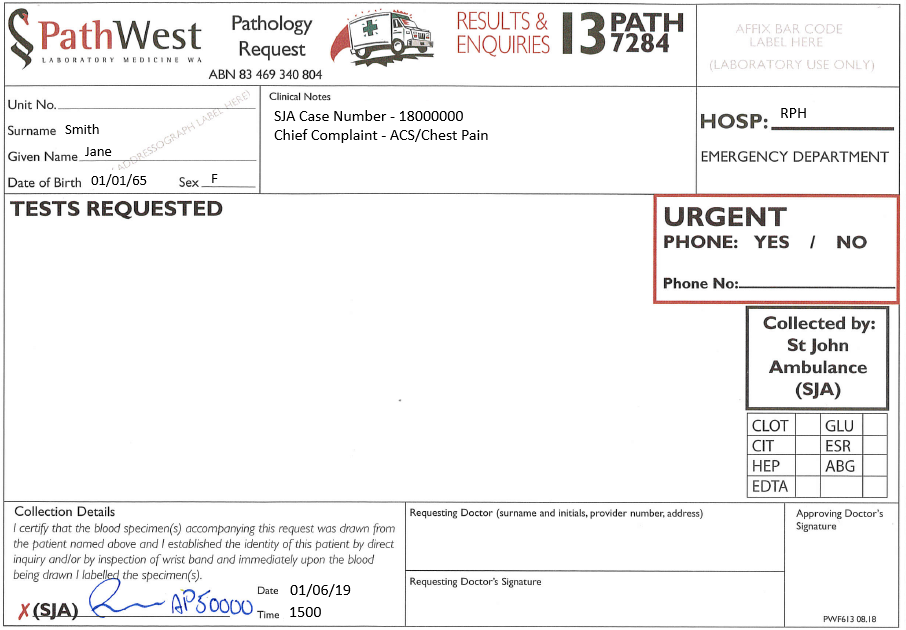 PathWest
LABORATORY MEDICINE WA
Pathology
Request
ABN 83 469 340 804
RESULTS &
ENQUIRIES
13 PATH
7284
AFFIX BAR CODE
LABEL HERE
(LABORATORY USE ONLY)
Unit No.
Surname Smith
Given Name Jane
Date of Birth 01/01/65 Sex F
ADDRESSOGRAPH LABEL HERE!
Clinical Notes
SJA Case Number - 18000000
Chief Complaint - ACS/Chest Pain
HOSP: RPH
EMERGENCY DEPARTMENT
TESTS REQUESTED
URGENT
PHONE: YES / NO
Phone No:
Collected by:
St John
Ambulance
(SJA)
CLOT GLU
CIT ESR
HEP ABG
EDTA
Collection Details
I certify that the blood specimen(s) accompanying this request was drawn from
the patient named above and I established the identity of this patient by direct
inquiry and/or by inspection of wrist band and immediately upon the blood
being drawn I labelled the specimen(s).
Date 01/06/19
✗(SJA) AP50000 Time 1500
Requesting Doctor (surname and initials, provider number, address)
Requesting Doctor's Signature
Approving Doctor's
Signature
PWF613 08.18